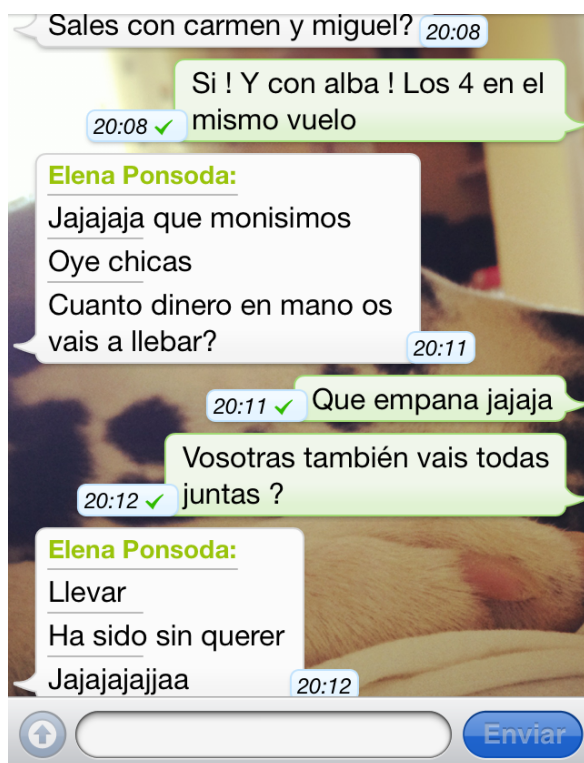 Sales con carmen y miguel? 20:08
Si ! Y con alba ! Los 4 en el
mismo vuelo
20:08
Elena Ponsoda:
Jajajaja que monisimos
Oye chicas
Cuanto dinero en mano os
vais a llebar?
20:11
20:11 Que empana jajaja
Vosotras también vais todas
juntas ?
20:12
Elena Ponsoda:
Llevar
Ha sido sin querer
Jajajajajjaa
20:12
Enviar